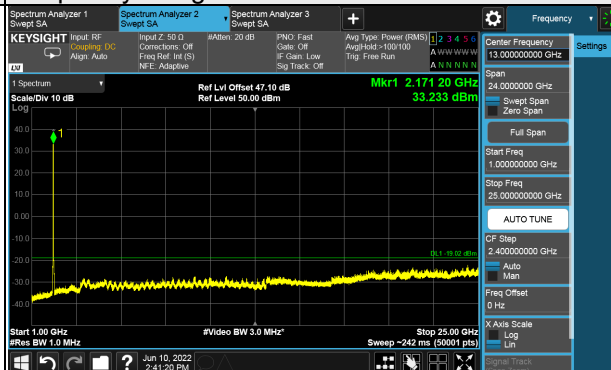 Spectrum Analyzer 1
Swept SA
Spectrum Analyzer 2
Swept SA
Spectrum Analyzer 3
Swept SA
+
Frequency
KEYSIGHT
Input: RF
Coupling: DC
Align: Auto
Input Z: 50 Ω
Corrections: Off
Freq Ref: Int (S)
NFE: Adaptive
#Atten: 20 dB
PNO: Fast
Gate: Off
IF Gain: Low
Sig Track: Off
Avg Type: Power (RMS)
Avg|Hold:>100/100
Trig: Free Run
1 2 3 4 5 6
A W W W W W
A N N N N N
LXI
1 Spectrum
Scale/Div 10 dB
Log
Ref Lvl Offset 47.10 dB
Ref Level 50.00 dBm
Mkr1 2.171 20 GHz
33.233 dBm
40.0
30.0
20.0
10.0
0.00
-10.0
-20.0
-30.0
-40.0
1
DL1 -19.02 dBm
Start 1.00 GHz
#Res BW 1.0 MHz
#Video BW 3.0 MHz*
Stop 25.00 GHz
Sweep ~242 ms (50001 pts)
?
Jun 10, 2022
2:41:20 PM
Center Frequency
13.000000000 GHz
Settings
Span
24.0000000 GHz
Swept Span
Zero Span
Full Span
Start Freq
1.000000000 GHz
Stop Freq
25.00000000 GHz
AUTO TUNE
CF Step
2.400000000 GHz
Auto
Man
Freq Offset
0 Hz
X Axis Scale
Log
Lin
Signal Track